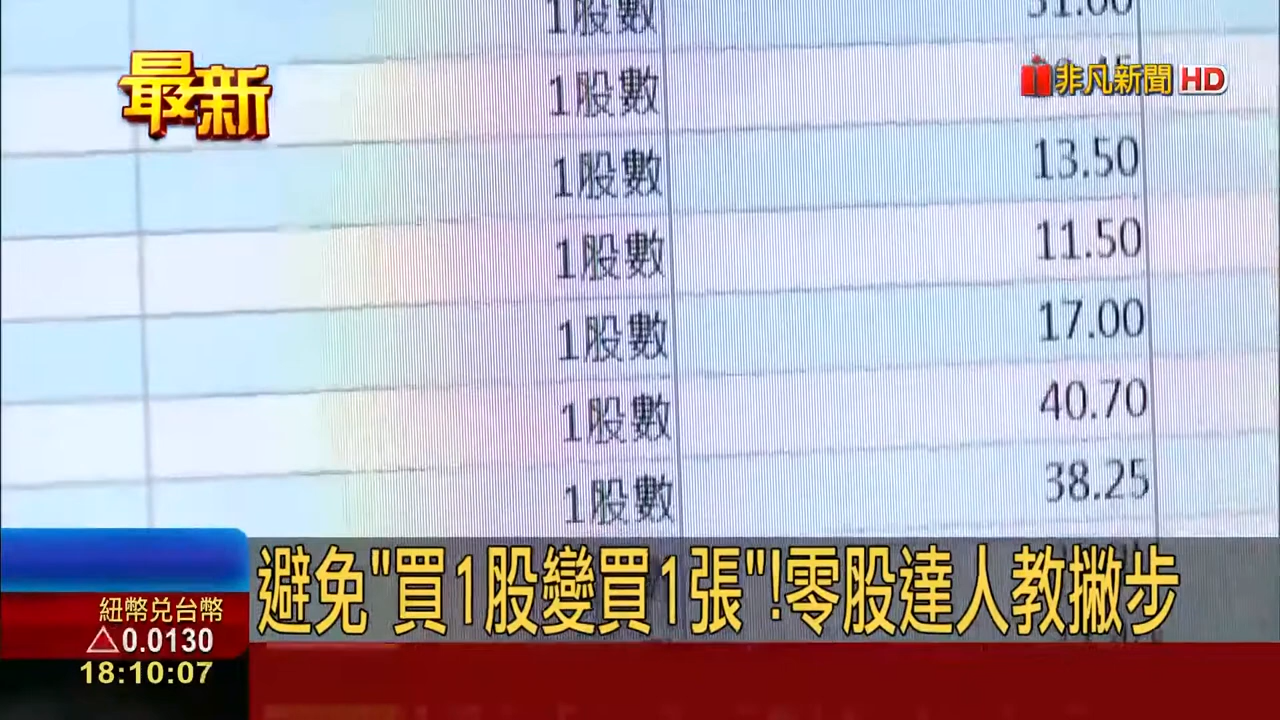 1股數 31.00
最新
非凡新聞 HD
1股數
1股數 13.50
1股數 11.50
1股數 17.00
1股數 40.70
1股數 38.25
避免"買1股變買1張"!零股達人教撇步
紐幣兌台幣
△0.0130
18:10:07